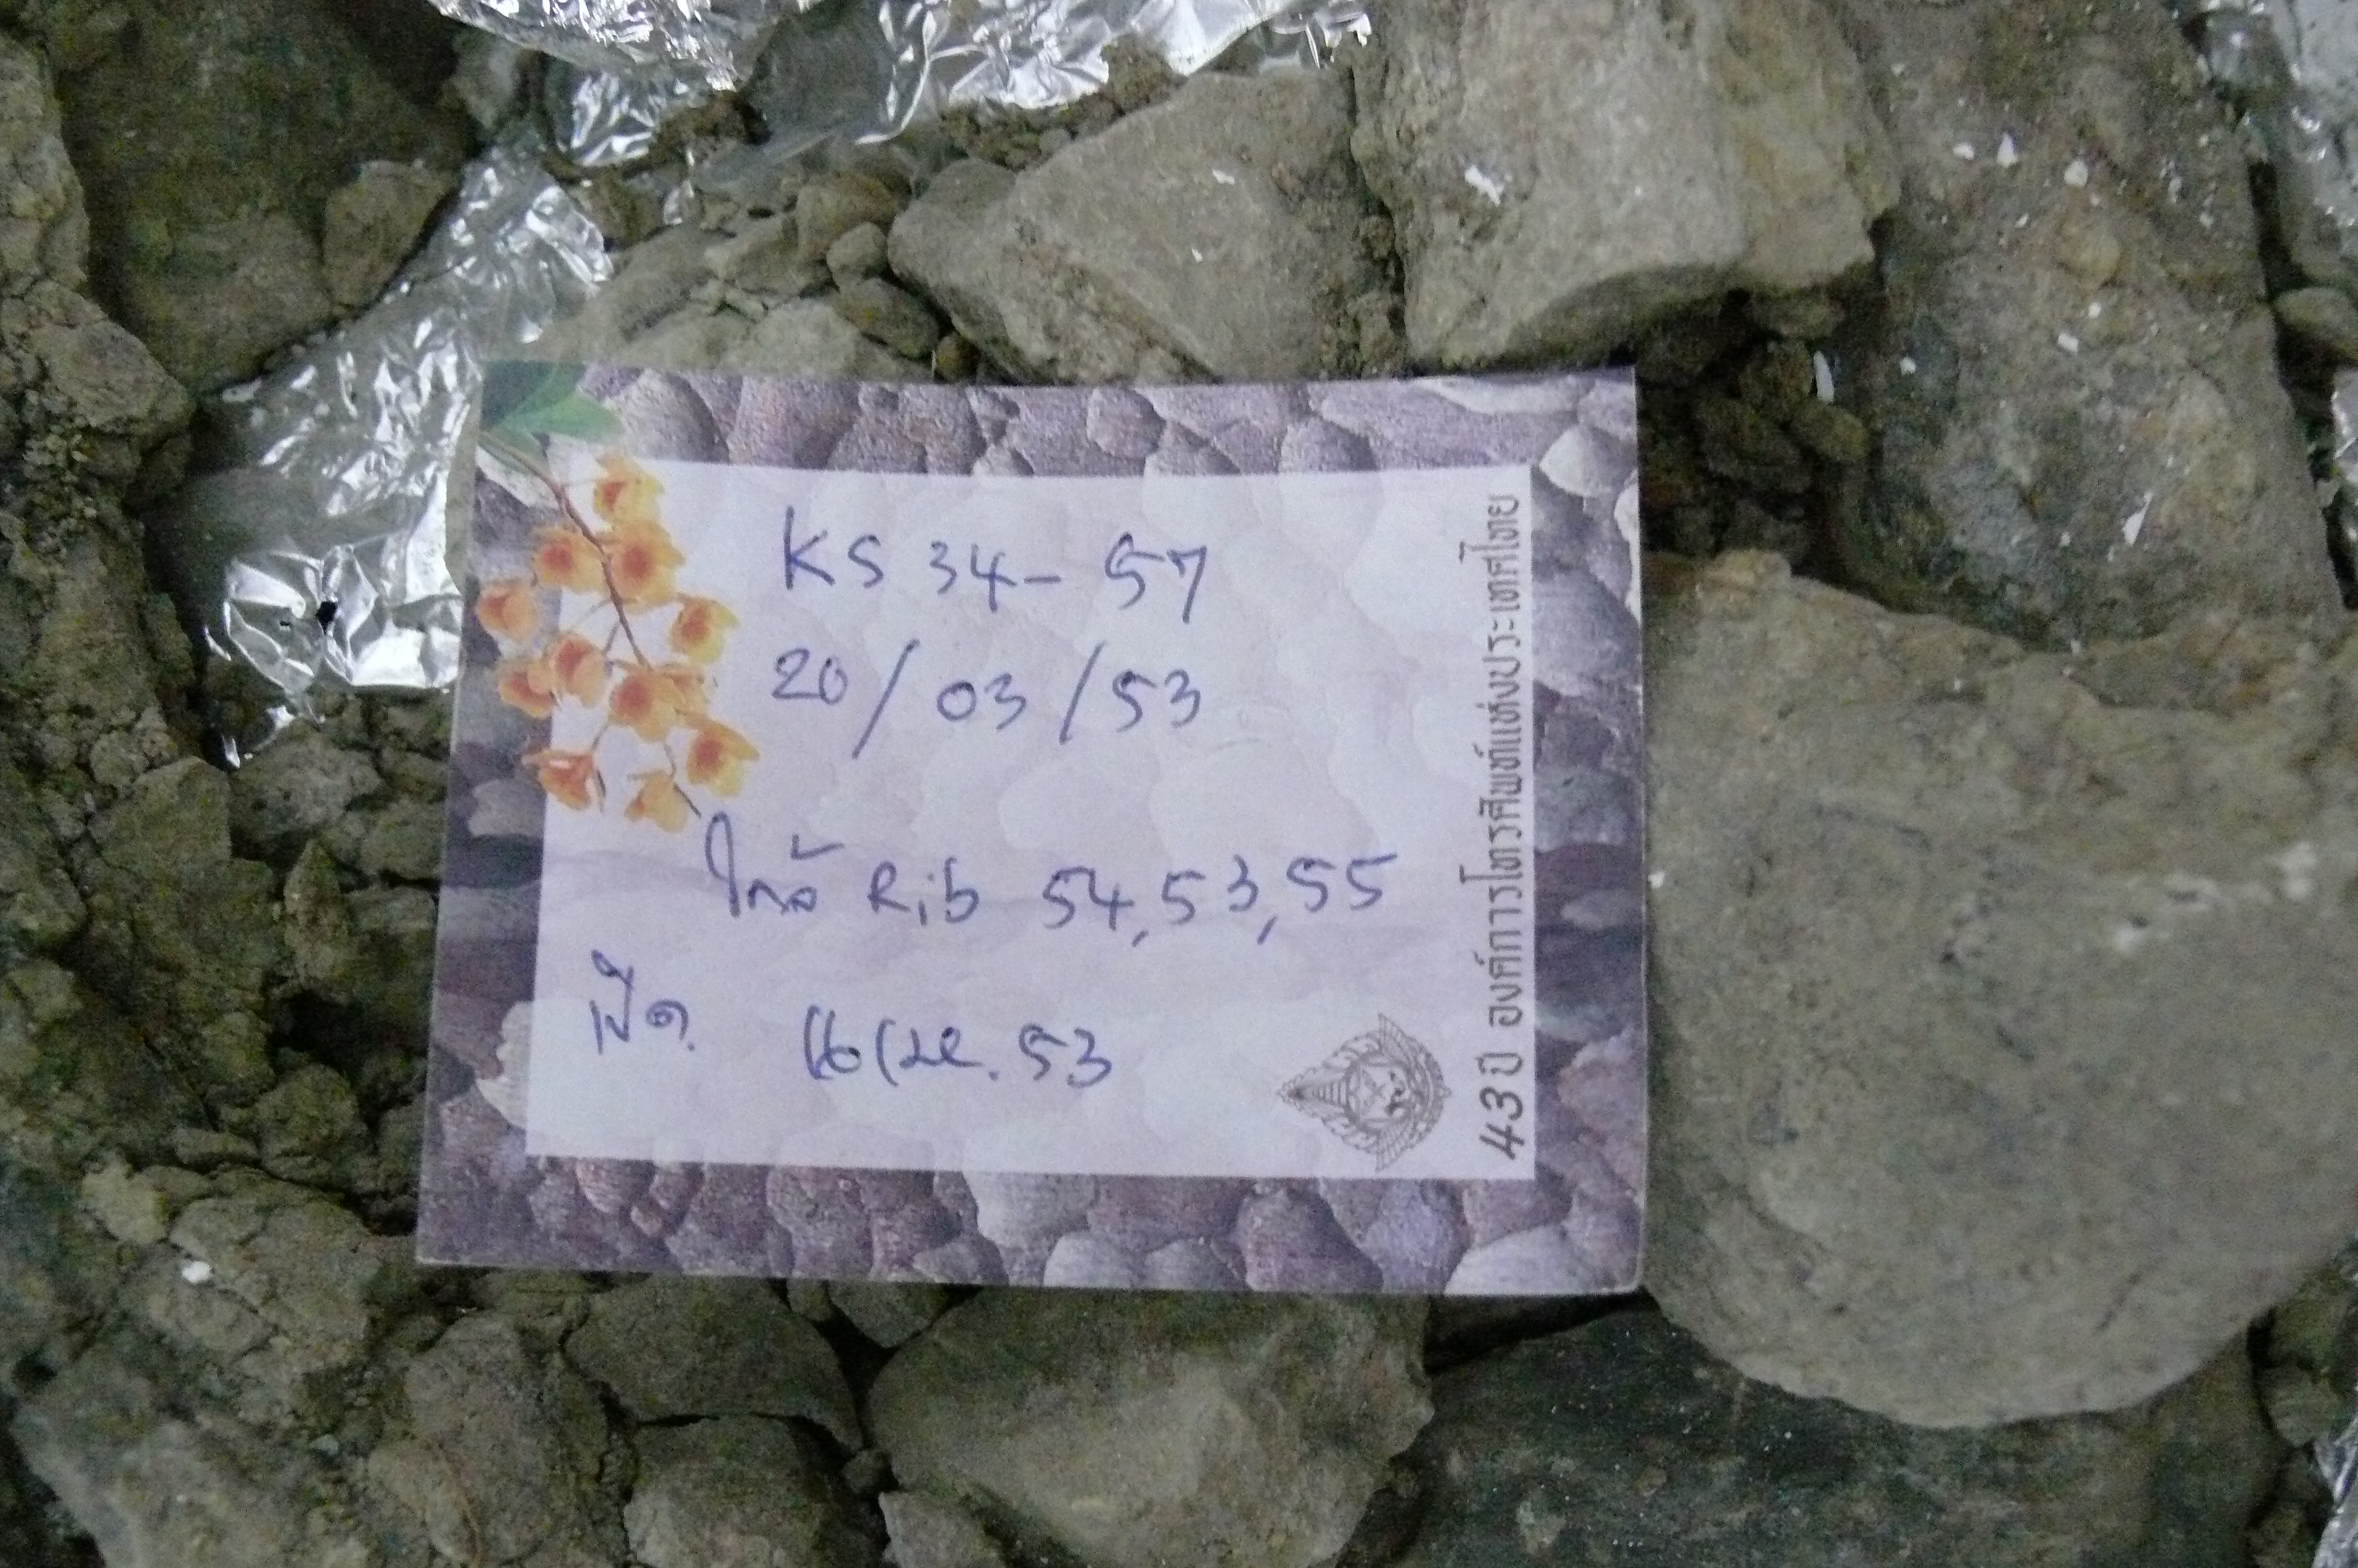 KS 34-57
20/03/53
ใกล้ Rib 54,53,55
เปิด 53
43 ปี องค์การโทรศัพท์แห่งประเทศไทย